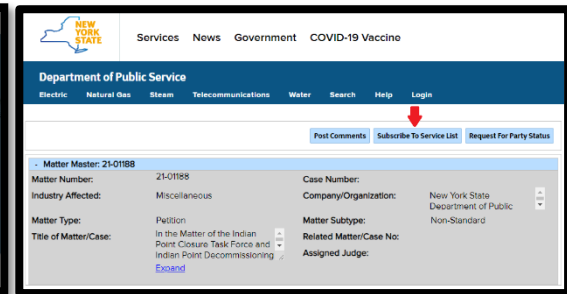 NEW
YORK
STATE
Services News Government COVID-19 Vaccine
Department of Public Service
Electric Natural Gas Steam Telecommunications Water Search Help Login
Post Comments Subscribe To Service List Request For Party Status
- Matter Master: 21-01188
Matter Number: 21-01188 Case Number:
Industry Affected: Miscellaneous Company/Organization: New York State
Department of Public
Matter Type: Petition Matter Subtype: Non-Standard
Title of Matter/Case: In the Matter of the Indian Related Matter/Case No:
Point Closure Task Force and Assigned Judge:
Indian Point Decommissioning
Expand